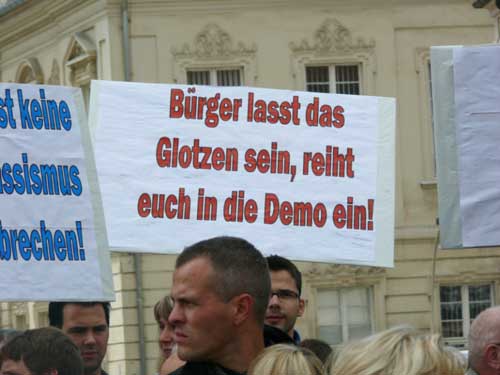 st keine
assismus
brechen!
Bürger lasst das
Glotzen sein, reiht
euch in die Demo ein!